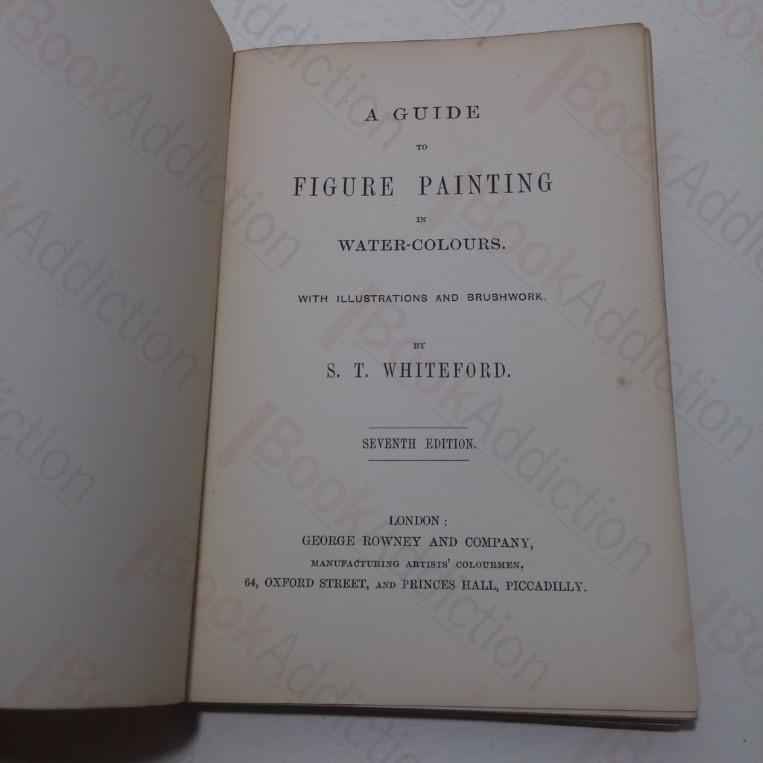 A GUIDE
TO
FIGURE PAINTING
IN
WATER-COLOURS.
WITH ILLUSTRATIONS AND BRUSHWORK.
BY
S. T. WHITEFORD.
SEVENTH EDITION.
LONDON:
GEORGE ROWNEY AND COMPANY,
MANUFACTURING ARTISTS' COLOURMEN,
64, OXFORD STREET, AND PRINCES HALL, PICCADILLY.
BookAddiction